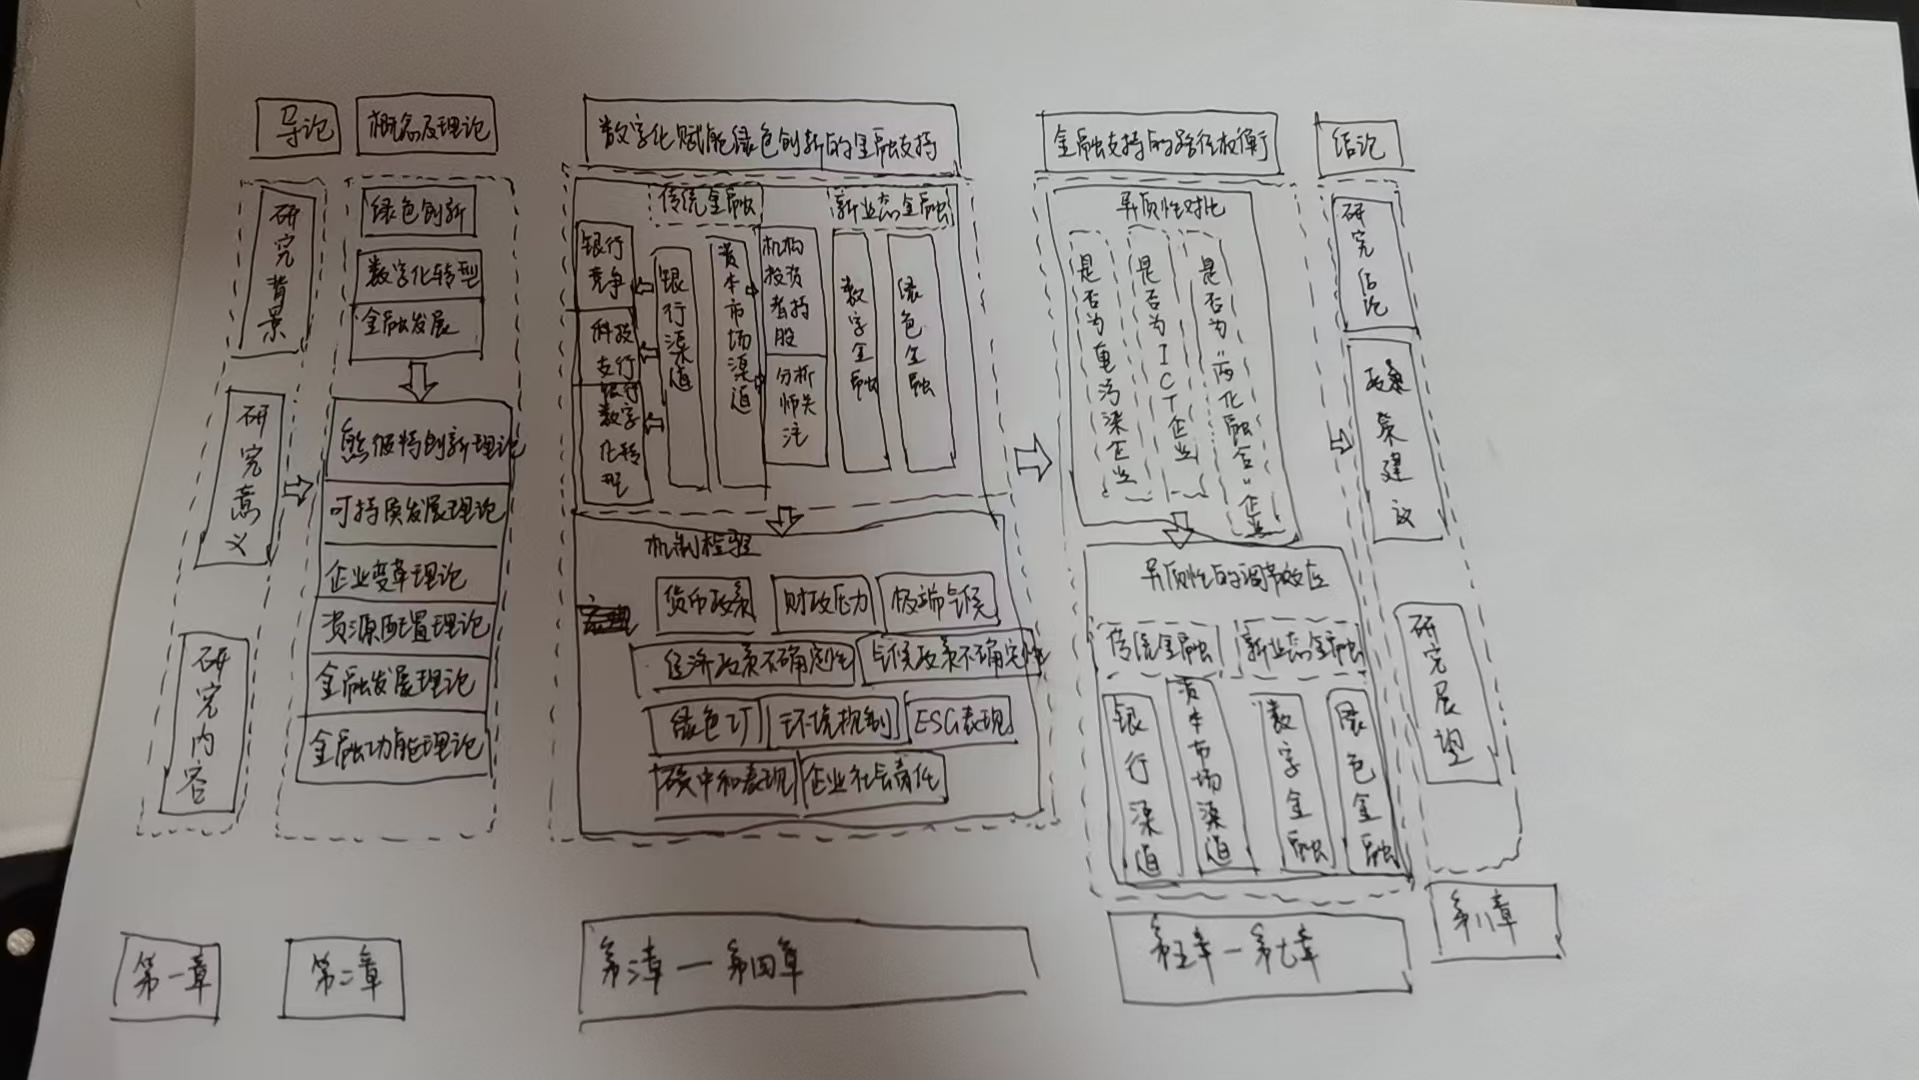 导论
概念及理论
数字化赋能绿色创新的金融支持
金融支持的路径权衡
结论
研究背景
研究意义
研究内容
绿色创新
数字化转型
金融发展
熊彼特创新理论
可持质发展理论
企业变革理论
资源配置理论
金融发展理论
金融功能理论
传统金融
新业态金融
银行竞争
科技支行
银行数字化转型
银行渠道
资本市场渠道
机构投资者持股
分析师关注
数字金融
绿色金融
机制检验
货币政策
财政压力
极端气候
经济政策不确定性
气候政策不确定性
绿色
环境规制
ESG表现
碳中和表现
企业社会责任
异质性对比
是否为重污染企业
是否为ICT企业
是否为"两化融合"企业
异质性的调节效应
传统金融
新业态金融
银行渠道
资本市场渠道
数字金融
绿色金融
研究结论
政策建议
研究展望
第一章
第二章
第三章—第四章
第五章—第七章
第八章